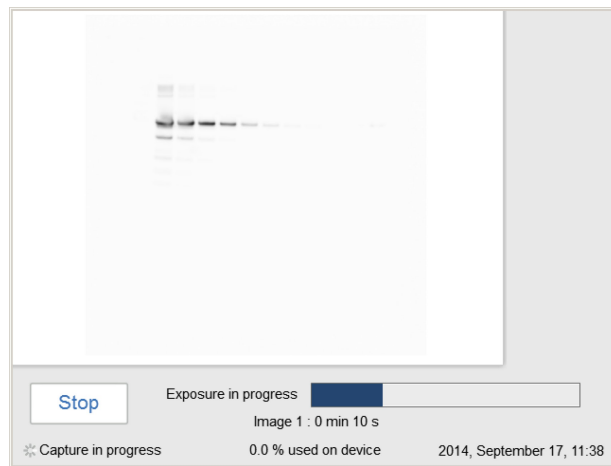 Exposure in progress
Stop
Image 1 : 0 min 10 s
Capture in progress
0.0 % used on device
2014, September 17, 11:38